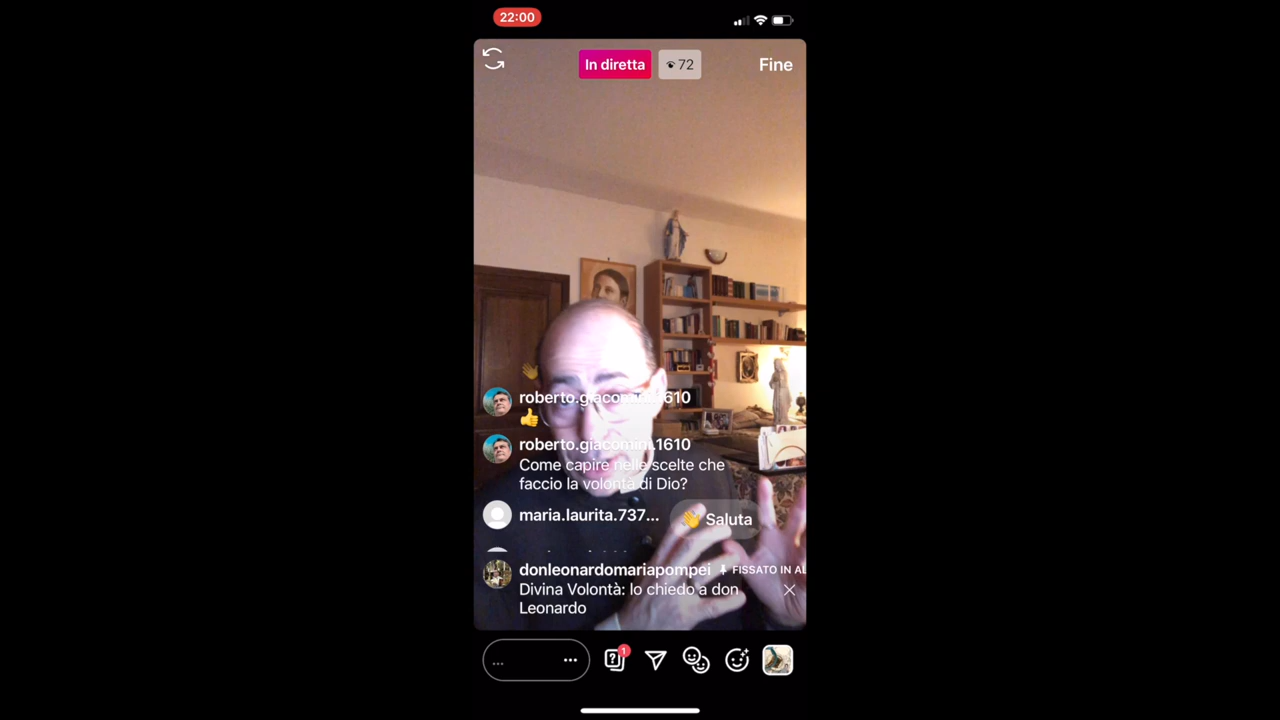 22:00
In diretta
72
Fine
roberto.giacomini.1610
roberto.giacomini.1610
Come capire nelle scelte che
faccio la volontà di Dio?
maria.laurita.737...
Saluta
donleonardomariapompei FISSATO IN AL
Divina Volontà: lo chiedo a don
Leonardo
...
1